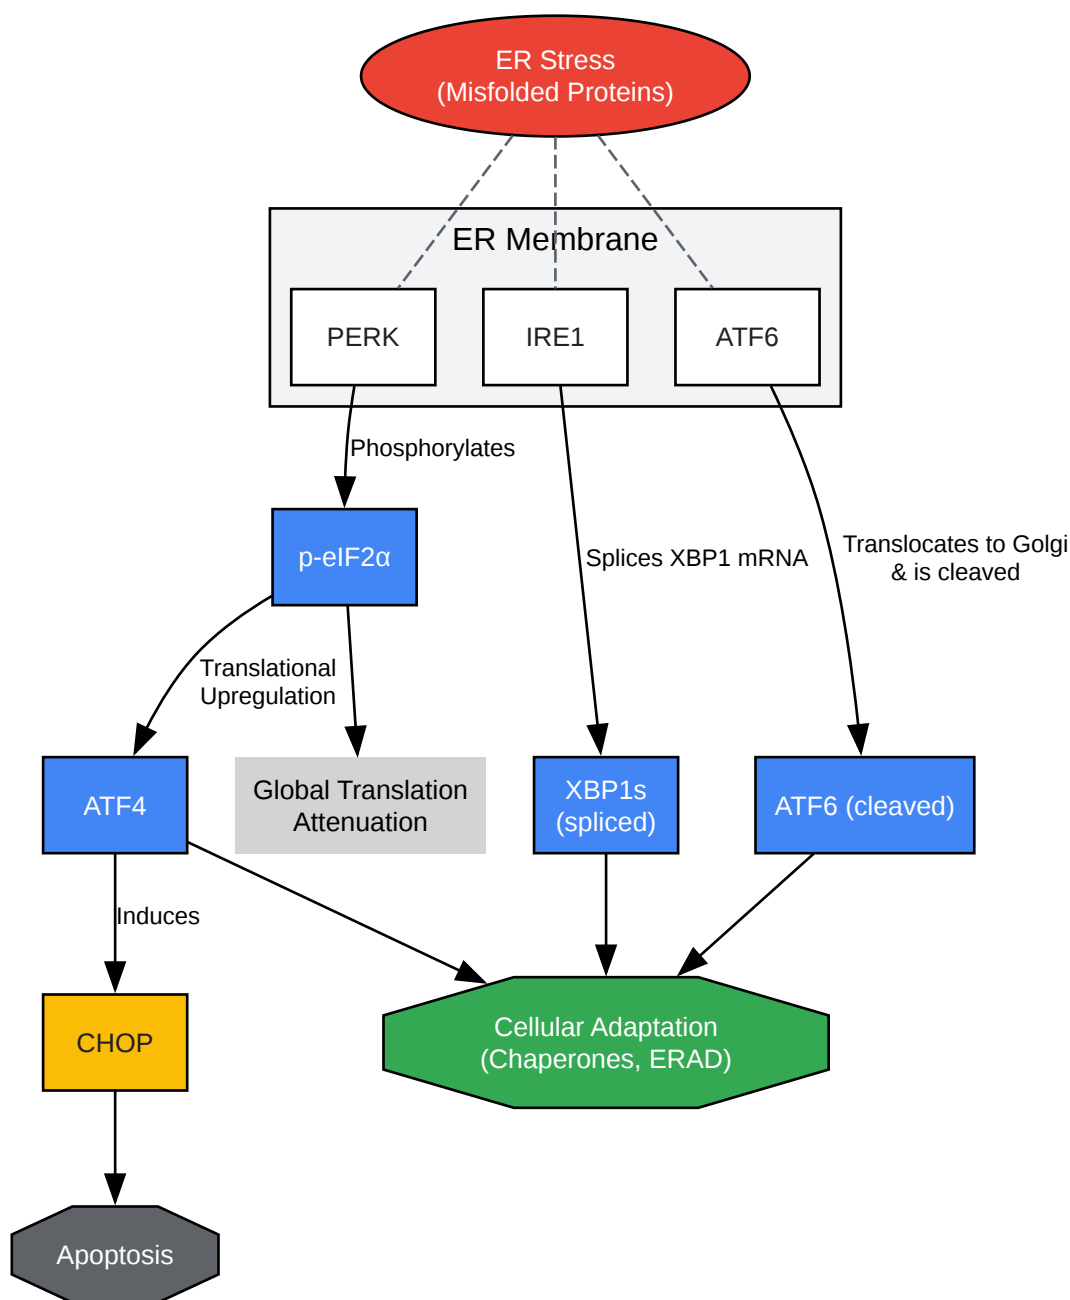 ER Stress
(Misfolded Proteins)
ER Membrane
PERK
IRE1
ATF6
Phosphorylates
p-eIF2α
Splices XBP1 mRNA
Translocates to Golgi
& is cleaved
Translational
Upregulation
ATF4
Global Translation
Attenuation
XBP1s
(spliced)
ATF6 (cleaved)
Induces
CHOP
Cellular Adaptation
(Chaperones, ERAD)
Apoptosis